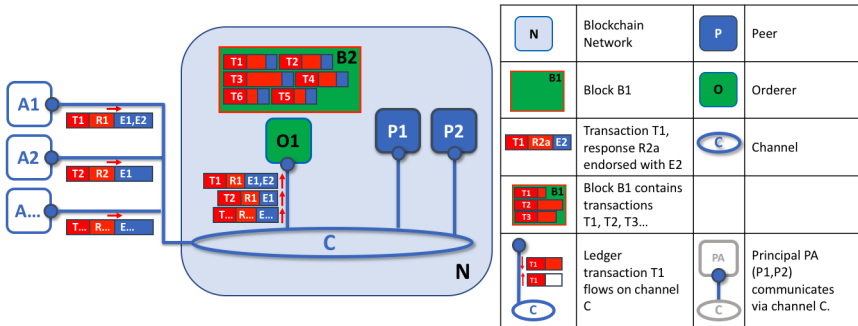 A1
T1 R1 E1,E2
A2
T2 R2 E1
A...
T... R... E...
B2
T1 T2
T3 T4
T6 T5
O1
P1
P2
T1 R1 E1,E2
T2 R1 E1
T... R... E...
C
N
N
Blockchain
Network
P
Peer
B1
Block B1
O
Orderer
T1 R2a E2
Transaction T1,
response R2a
endorsed with E2
C
Channel
B1
T1
T2
T3
Block B1 contains
transactions
T1, T2, T3...
T1
T1
C
Ledger
transaction T1
flows on channel
C
PA
C
Principal PA
(P1,P2)
communicates
via channel C.